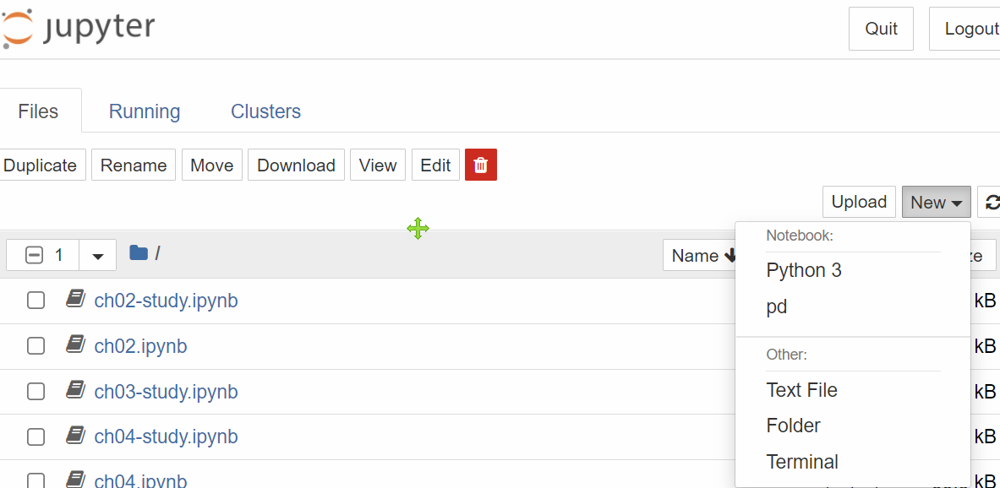 jupyter
Quit Logout
Files Running Clusters
Duplicate Rename Move Download View Edit
Upload New
Notebook:
1 / Name ze
Python 3
ch02-study.ipynb kB
pd
ch02.ipynb kB
Other:
ch03-study.ipynb Text File kB
Folder
ch04-study.ipynb kB
Terminal
ch04.ipynb kB